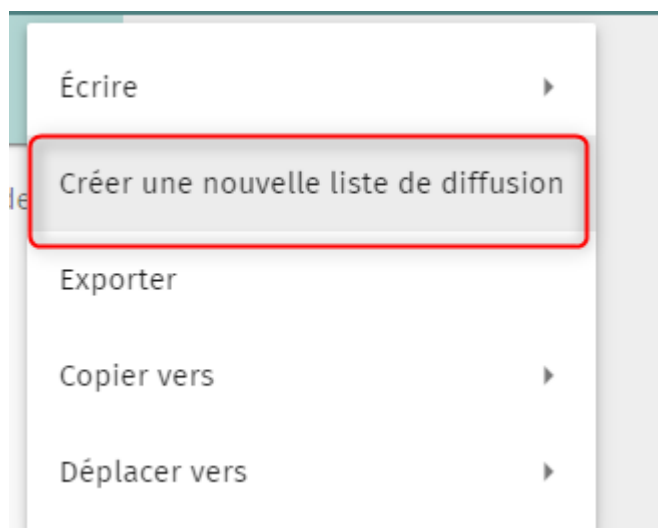 Écrire
Créer une nouvelle liste de diffusion
Exporter
Copier vers
Déplacer vers